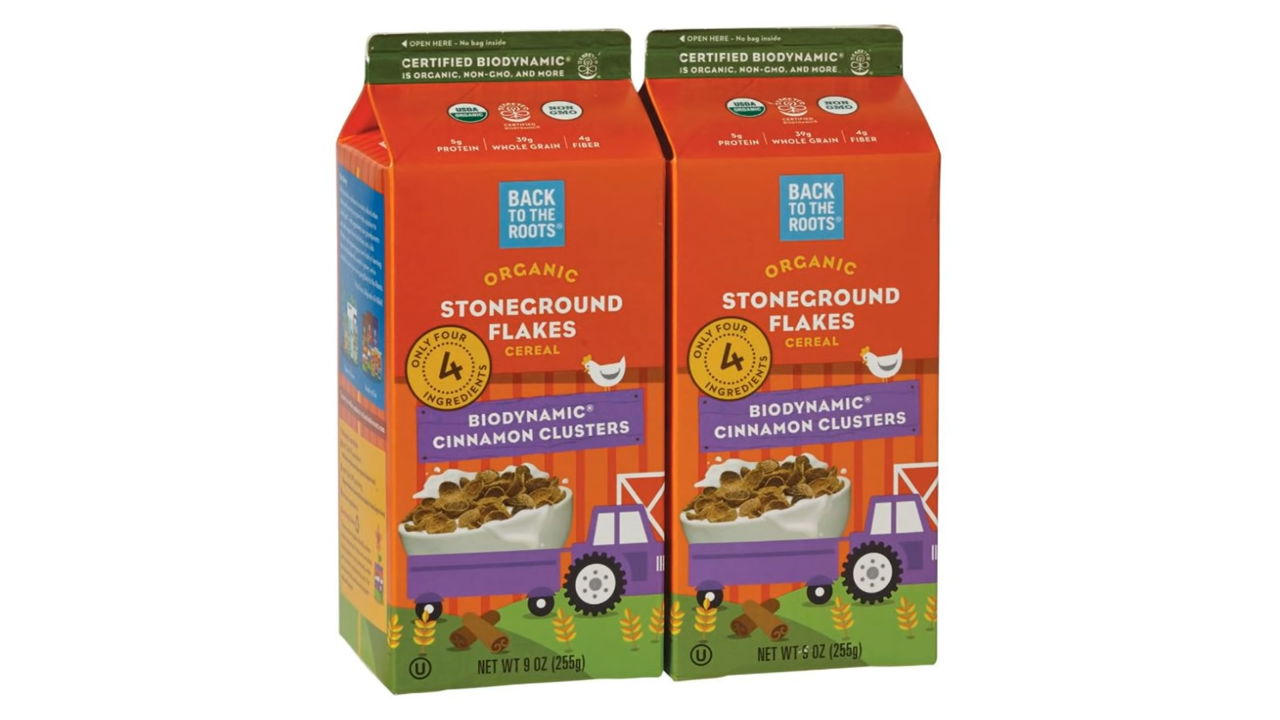 OPEN HERE - No bag inside
CERTIFIED BIODYNAMIC®
IS ORGANIC, NON-GMO, AND MORE
USDA
ORGANIC
CERTIFIED
BIODYNAMIC
NON
GMO
5g
PROTEIN
39g
WHOLE GRAIN
4g
FIBER
BACK
TO THE
ROOTS®
ORGANIC
STONEGROUND
FLAKES
CEREAL
ONLY FOUR
4
INGREDIENTS
BIODYNAMIC®
CINNAMON CLUSTERS
U
NET WT 9 OZ (255g)
OPEN HERE - No bag inside
CERTIFIED BIODYNAMIC®
IS ORGANIC, NON-GMO, AND MORE
USDA
ORGANIC
CERTIFIED
BIODYNAMIC
NON
GMO
5g
PROTEIN
39g
WHOLE GRAIN
4g
FIBER
BACK
TO THE
ROOTS®
ORGANIC
STONEGROUND
FLAKES
CEREAL
ONLY FOUR
4
INGREDIENTS
BIODYNAMIC®
CINNAMON CLUSTERS
U
NET WT OZ (255g)